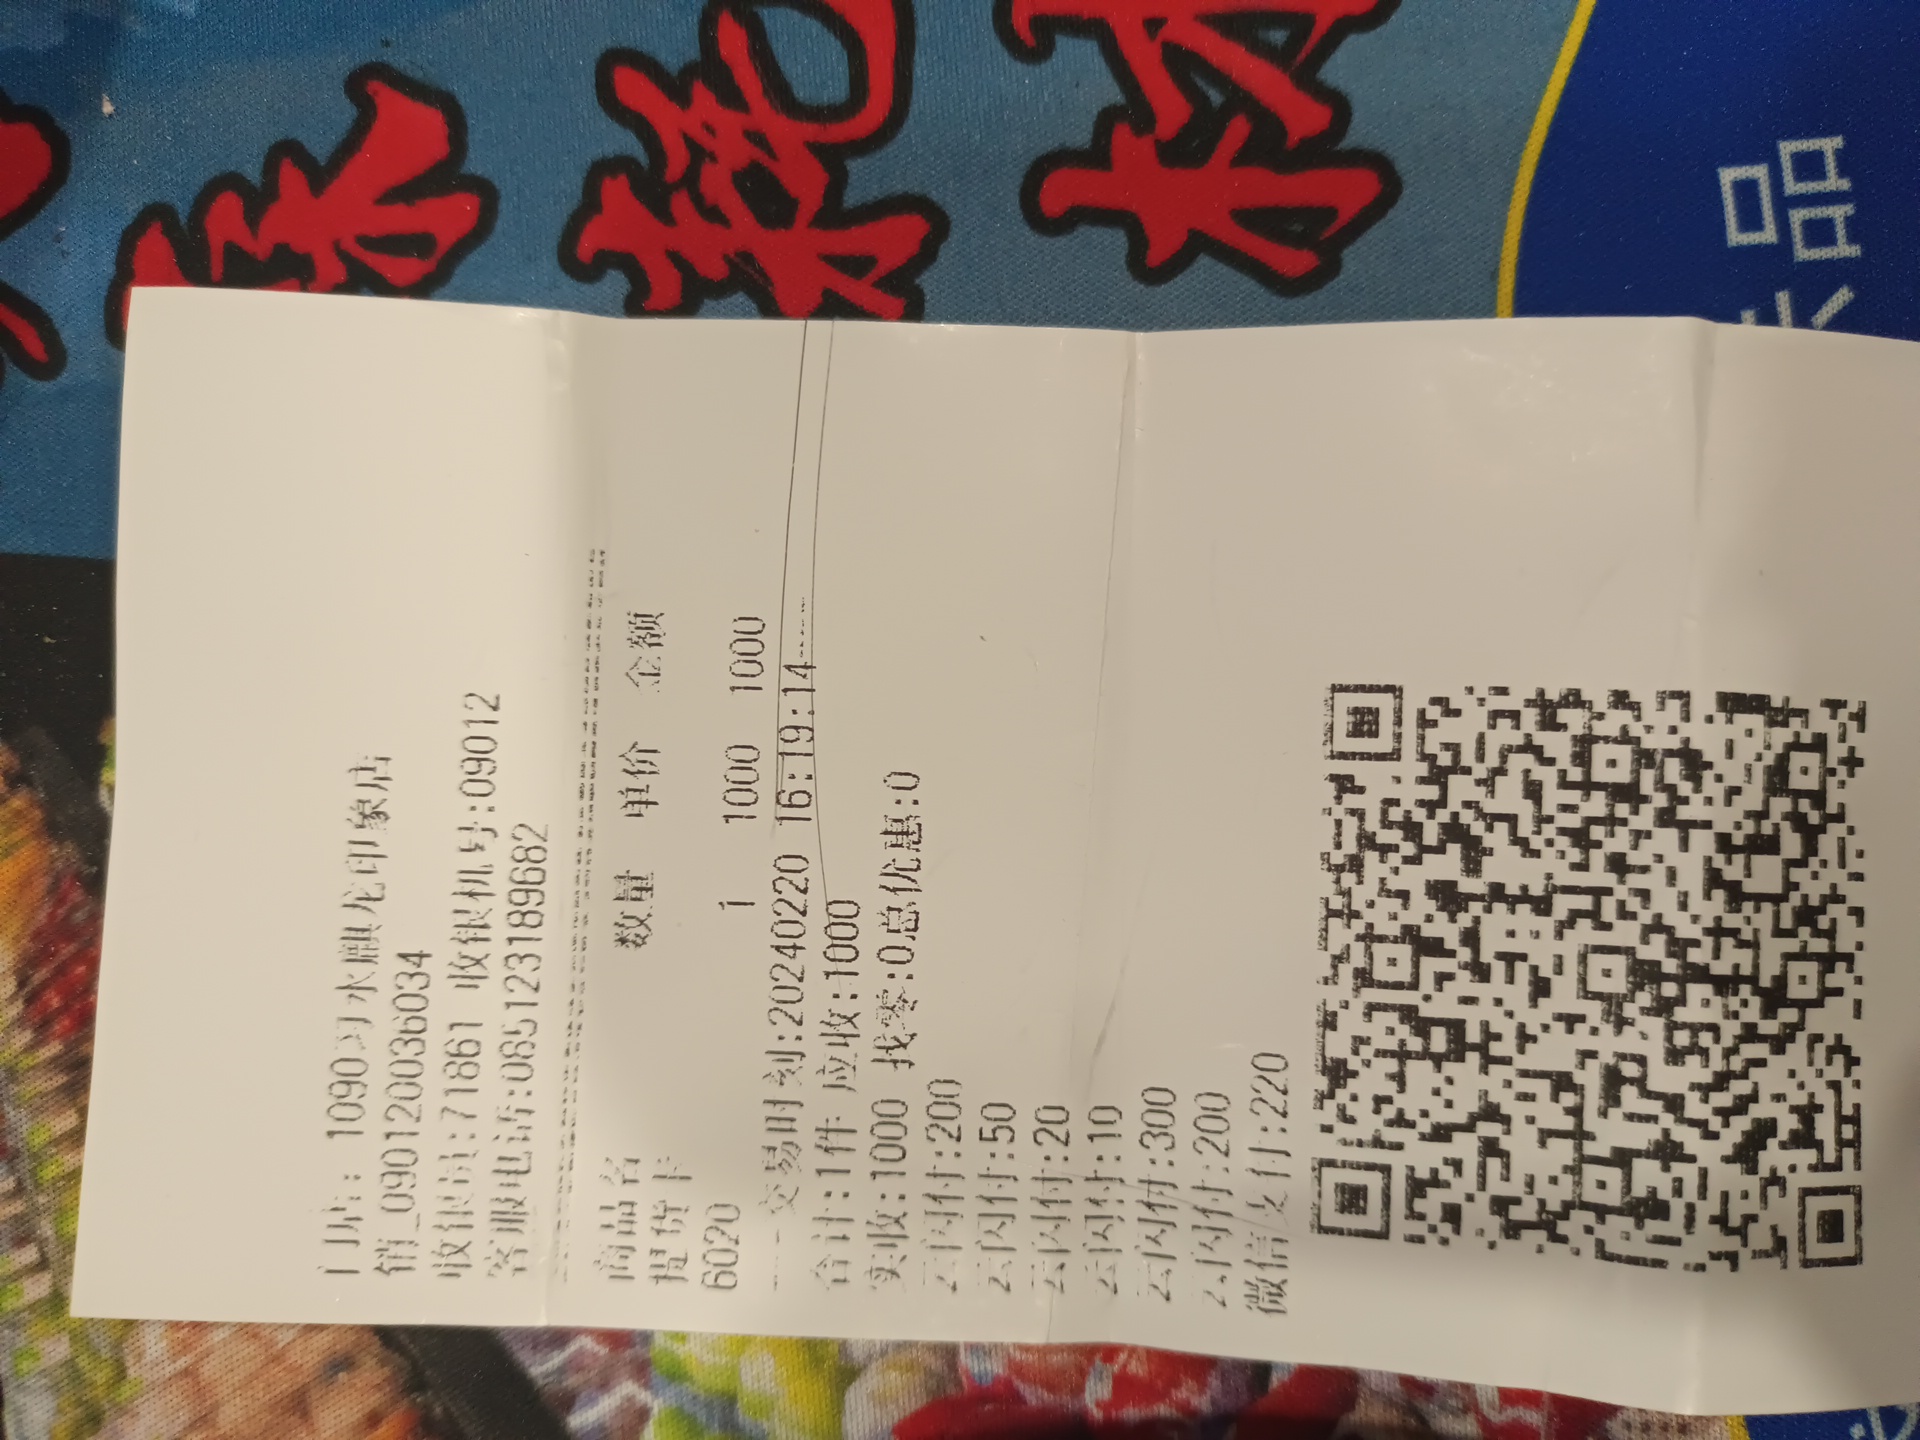 门店: 1090习水麒龙印象店
销_090120036034
收银员:71861 收银机号:09012
客服电话:085123189682
商品名 数量 单价 金额
提货卡
6020 1 1000 1000
交易时刻:20240220 16:19:14
合计:1件 应收:1000
实收:1000 找零:0总优惠:0
云闪付:200
云闪付:50
云闪付:20
云闪付:10
云闪付:300
云闪付:200
微信支付:220
品